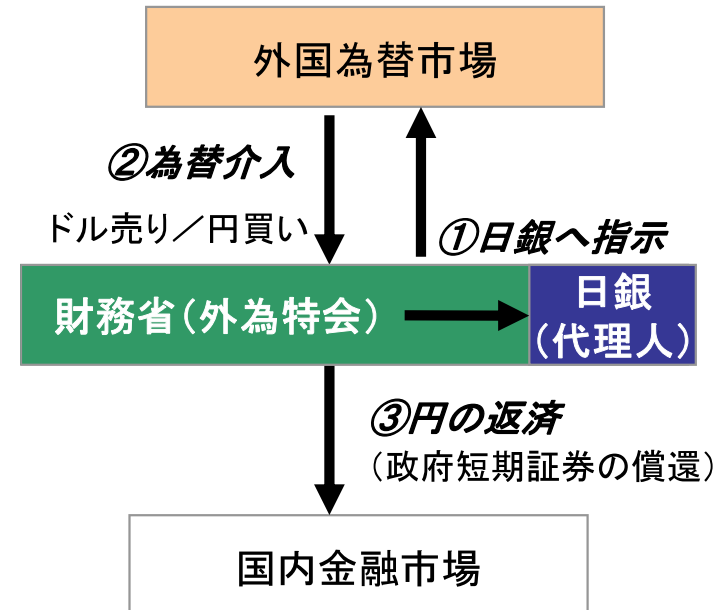 外国為替市場
②為替介入
ドル売り／円買い
①日銀へ指示
財務省（外為特会）
日銀
（代理人）
③円の返済
（政府短期証券の償還）
国内金融市場